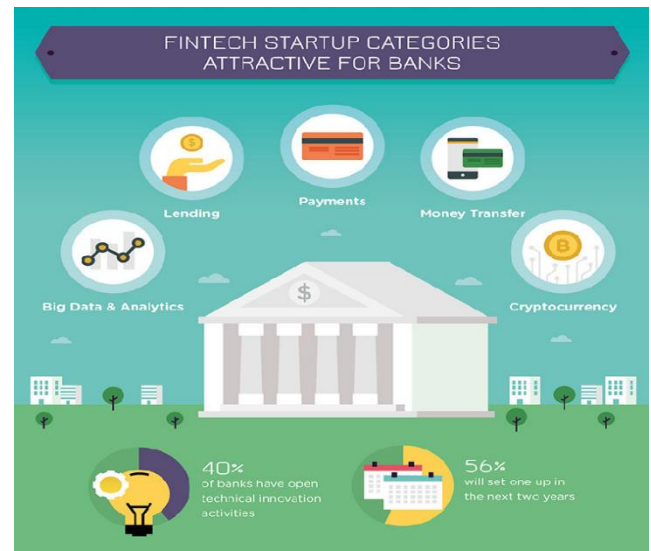 FINTECH STARTUP CATEGORIES
ATTRACTIVE FOR BANKS
Lending
Payments
Money Transfer
Big Data & Analytics
Cryptocurrency
$
$
B
40%
of banks have open
technical innovation
activities
56%
will set one up in
the next two years